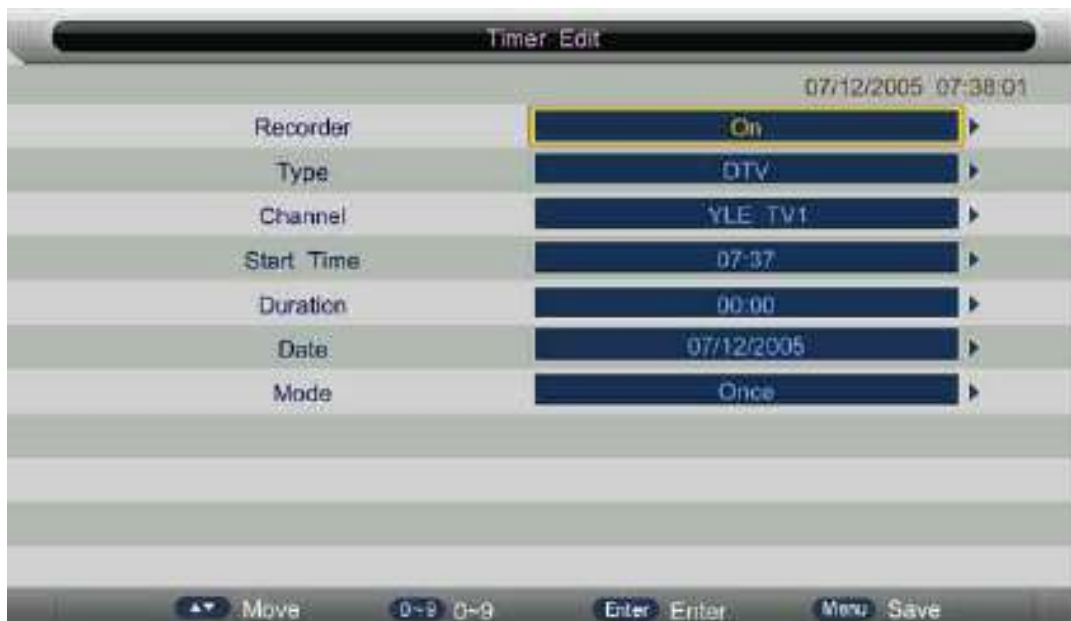 Timer Edit
07/12/2005 07:38:01
Recorder On
Type DTV
Channel YLE TV1
Start Time 07:37
Duration 00:00
Date 07/12/2005
Mode Once
Move 0~9 0~9 Enter Enter Menu Save